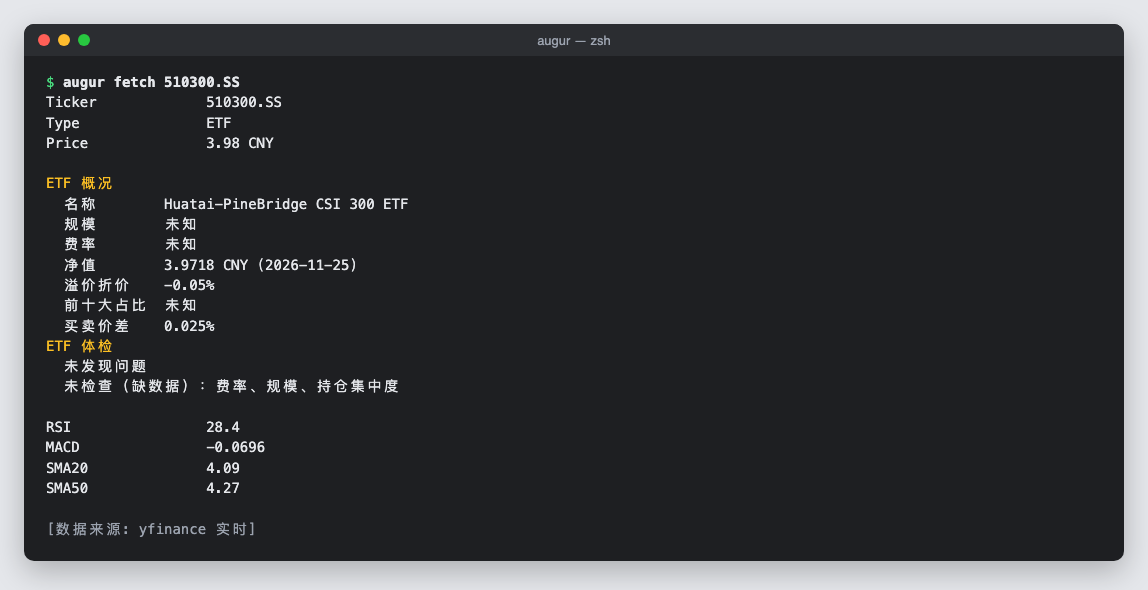 augur — zsh
$ augur fetch 510300.SS
Ticker 510300.SS
Type ETF
Price 3.98 CNY
ETF 概况
名称 Huatai-PineBridge CSI 300 ETF
规模 未知
费率 未知
净值 3.9718 CNY (2026-11-25)
溢价折价 -0.05%
前十大占比 未知
买卖价差 0.025%
ETF 体检
未发现问题
未检查（缺数据）：费率、规模、持仓集中度
RSI 28.4
MACD -0.0696
SMA20 4.09
SMA50 4.27
[数据来源: yfinance 实时]